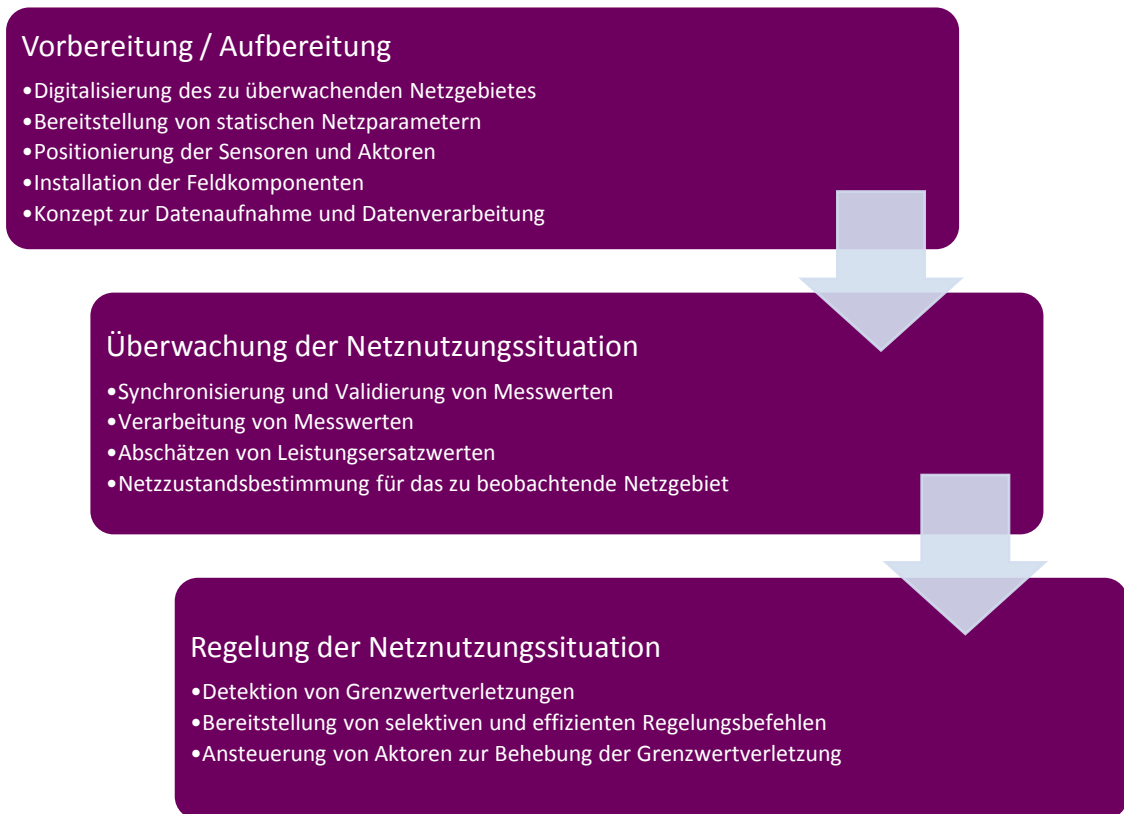 Vorbereitung / Aufbereitung
•Digitalisierung des zu überwachenden Netzgebietes
•Bereitstellung von statischen Netzparametern
•Positionierung der Sensoren und Aktoren
•Installation der Feldkomponenten
•Konzept zur Datenaufnahme und Datenverarbeitung
Überwachung der Netznutzungssituation
•Synchronisierung und Validierung von Messwerten
•Verarbeitung von Messwerten
•Abschätzen von Leistungsersatzwerten
•Netzzustandsbestimmung für das zu beobachtende Netzgebiet
Regelung der Netznutzungssituation
•Detektion von Grenzwertverletzungen
•Bereitstellung von selektiven und effizienten Regelungsbefehlen
•Ansteuerung von Aktoren zur Behebung der Grenzwertverletzung